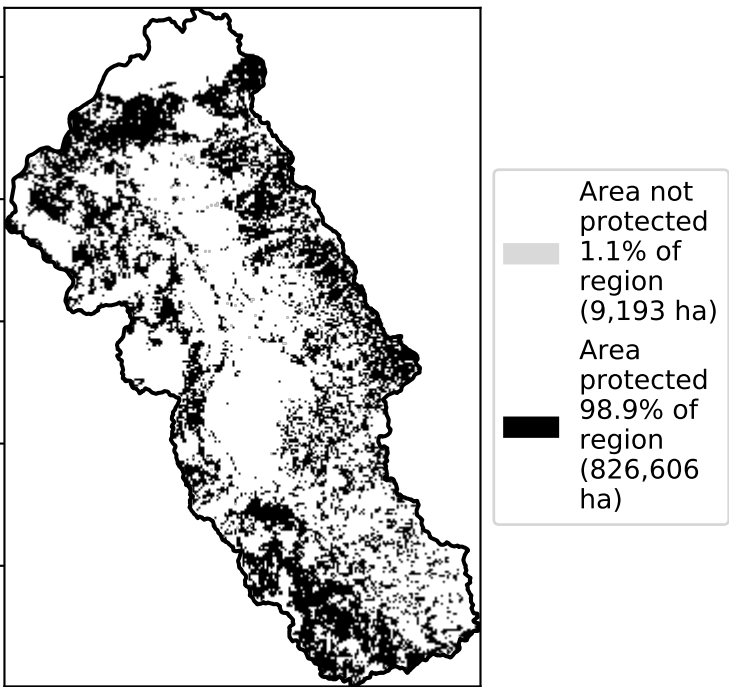 Area not
protected
1.1% of
region
(9,193 ha)
Area
protected
98.9% of
region
(826,606
ha)